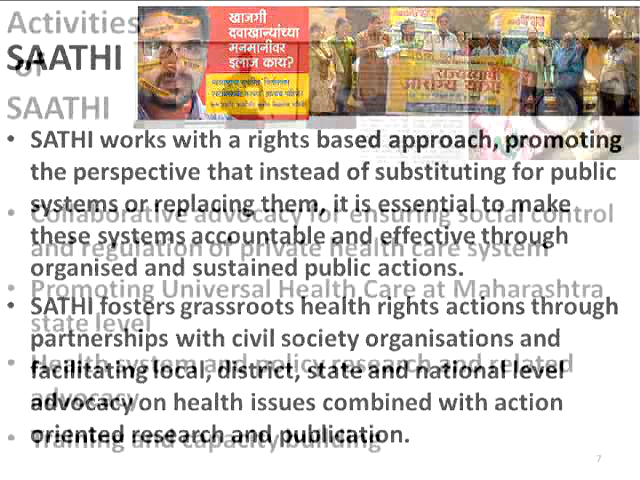 Activities
of
SAATHI
SAATHI
खाजगी
दवाखान्यांच्या
मनमानीवर
इलाज काय?
राज्यव्यापी
आरोग्य यात्रा
• SATHI works with a rights based approach, promoting
the perspective that instead of substituting for public
systems or replacing them, it is essential to make
these systems accountable and effective through
organised and sustained public actions.
• SATHI fosters grassroots health rights actions through
partnerships with civil society organisations and
facilitating local, district, state and national level
advocacy on health issues combined with action
oriented research and publication.
• Collaborative advocacy for ensuring social control
and regulation of private health care system
• Promoting Universal Health Care at Maharashtra
state level
• Health system and policy research and related
advocacy
• Training and capacity building
7